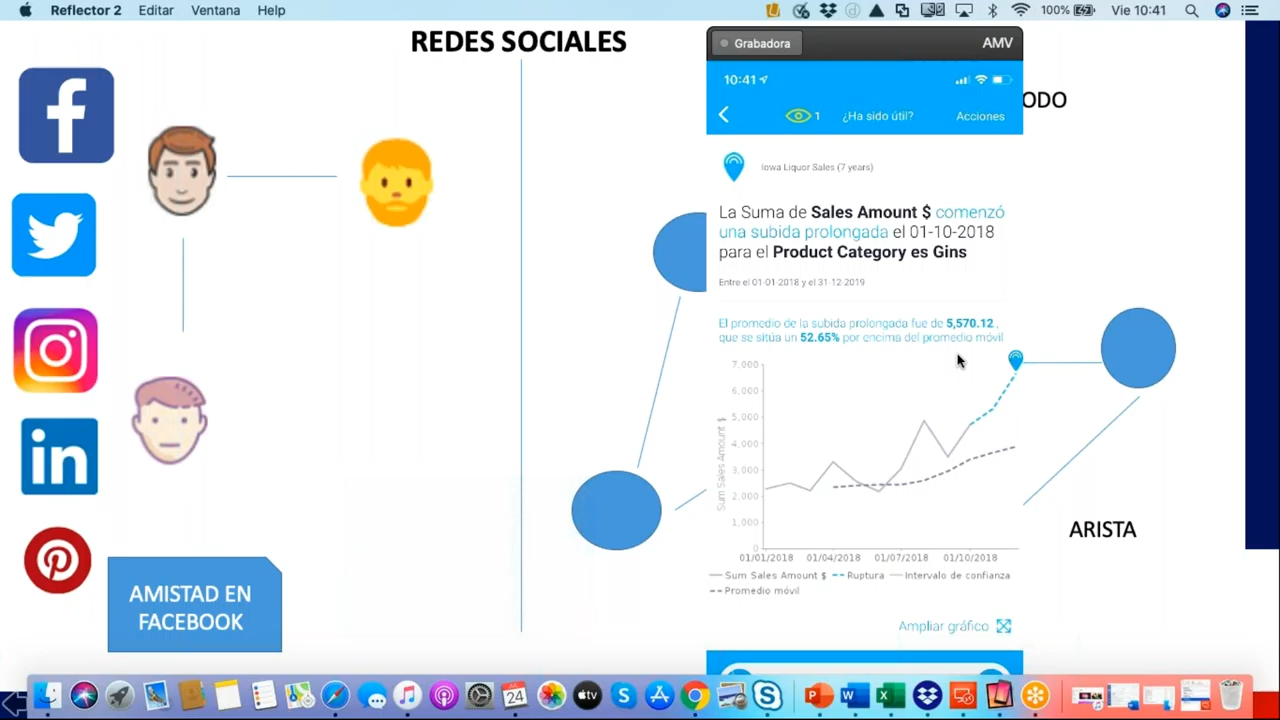 Reflector 2 Editar Ventana Help
100% Vie 10:41
REDES SOCIALES
f
in
AMISTAD EN
FACEBOOK
Grabadora AMV
10:41
1 ¿Ha sido útil? Acciones
Iowa Liquor Sales (7 years)
La Suma de Sales Amount $ comenzó
una subida prolongada el 01-10-2018
para el Product Category es Gins
Entre el 01-01-2018 y el 31-12-2019
El promedio de la subida prolongada fue de 5,570.12 ,
que se sitúa un 52.65% por encima del promedio móvil
7,000
6,000
5,000
4,000
3,000
2,000
1,000
0
Sum Sales Amount $
01/01/2018 01/04/2018 01/07/2018 01/10/2018
Sum Sales Amount $ Ruptura Intervalo de confianza
Promedio móvil
Ampliar gráfico
ODO
ARISTA
24
tv